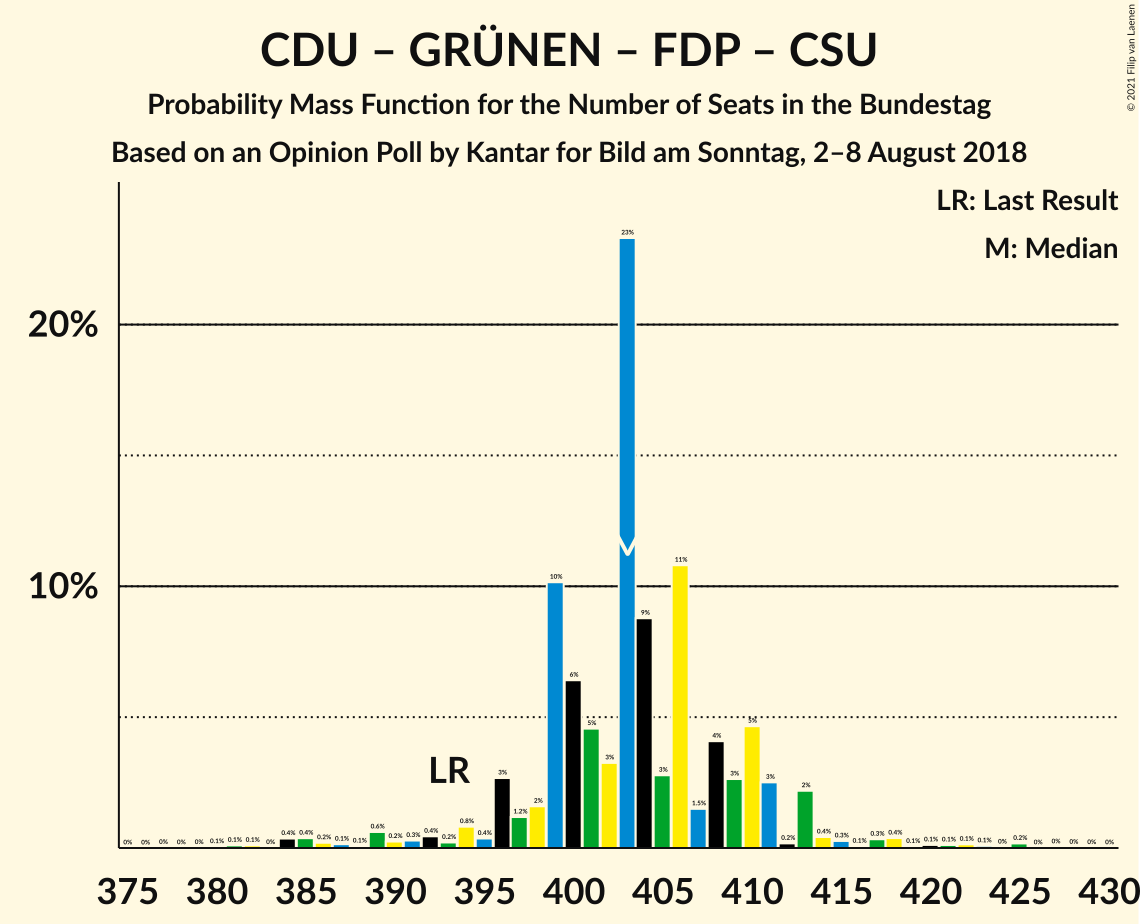 CDU – GRÜNEN – FDP – CSU
Probability Mass Function for the Number of Seats in the Bundestag
Based on an Opinion Poll by Kantar for Bild am Sonntag, 2–8 August 2018
© 2021 Filip van Laenen
LR: Last Result
M: Median
20%
10%
LR
0% 0% 0% 0% 0% 0.1% 0.1% 0.1% 0% 0.4% 0.4% 0.2% 0.1% 0.1% 0.6% 0.2% 0.3% 0.4% 0.2% 0.8% 0.4% 3% 1.2% 2% 10% 6% 5% 3% 23% 9% 3% 11% 1.5% 4% 3% 5% 3% 0.2% 2% 0.4% 0.3% 0.1% 0.3% 0.4% 0.1% 0.1% 0.1% 0.1% 0.1% 0% 0.2% 0% 0% 0% 0% 0%
375 380 385 390 395 400 405 410 415 420 425 430